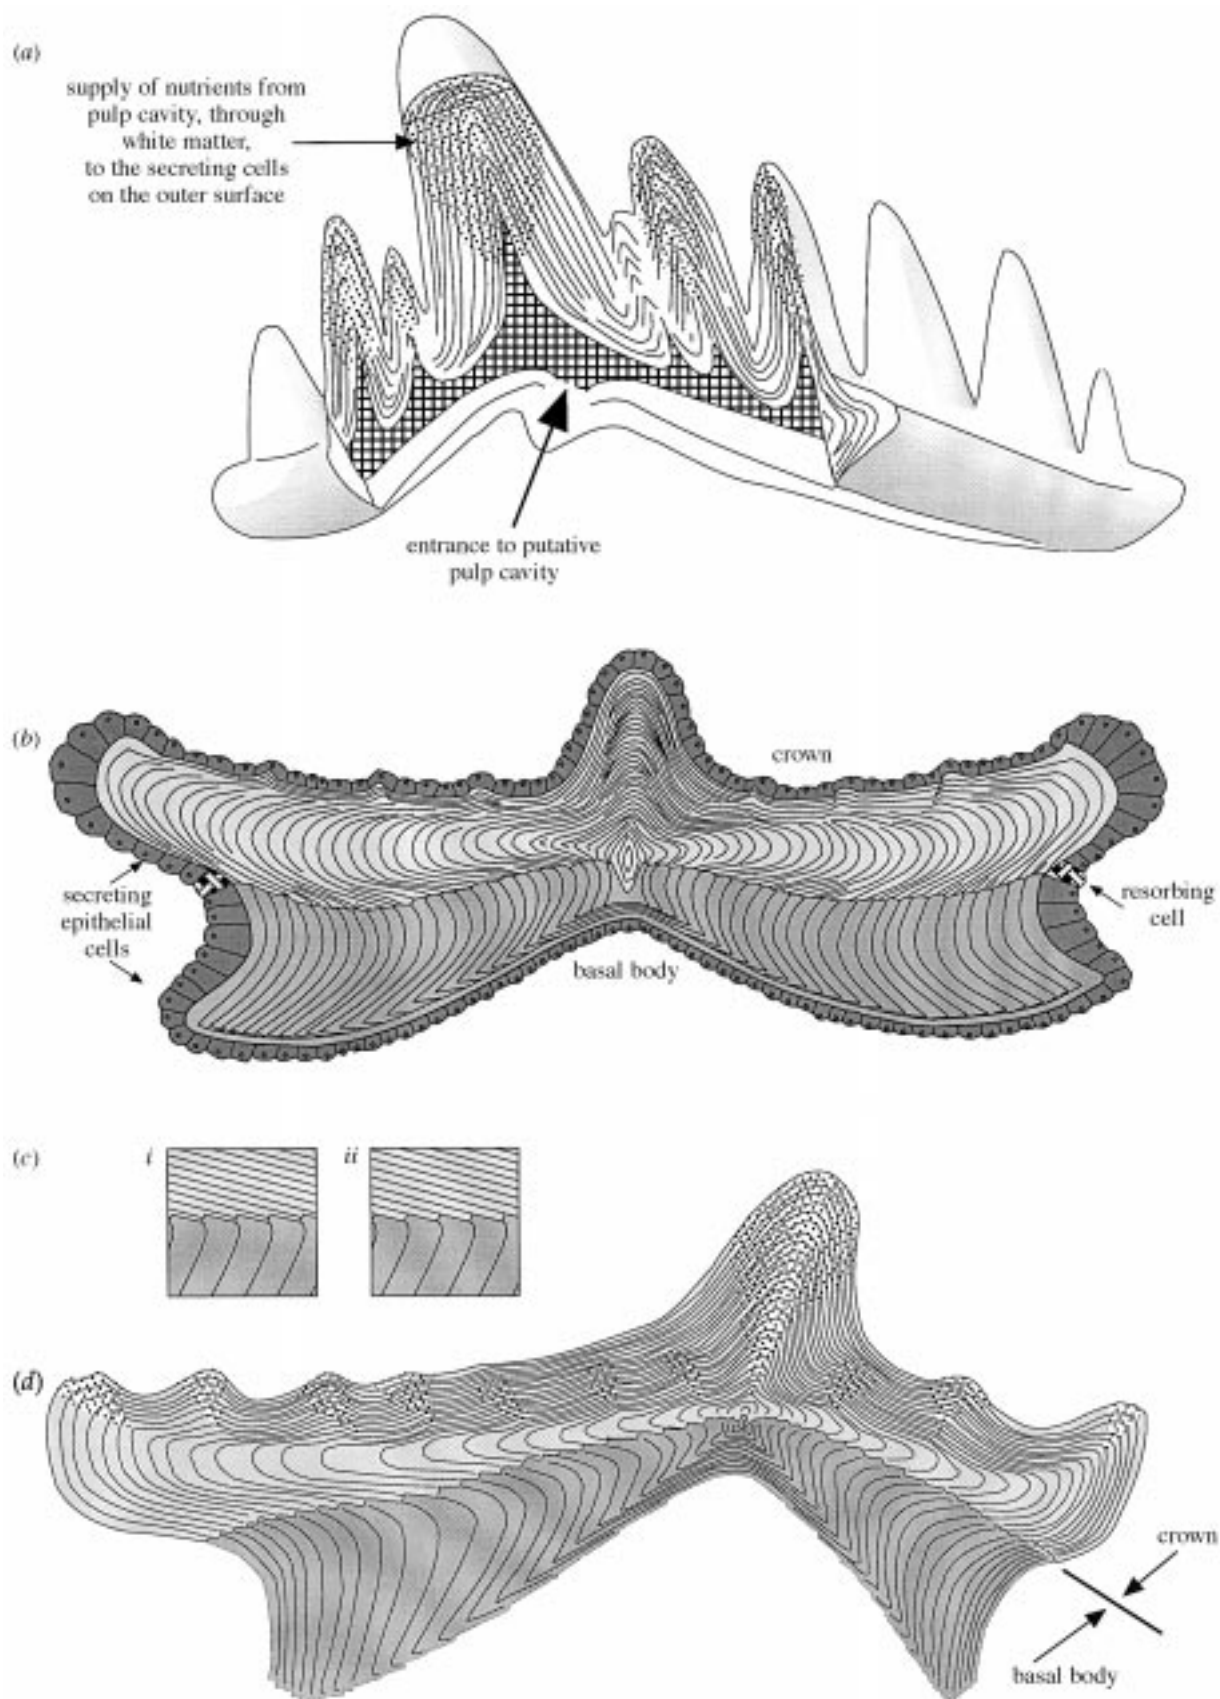 (a)
supply of nutrients from
pulp cavity, through
white matter,
to the secreting cells
on the outer surface
entrance to putative
pulp cavity
(b)
crown
secreting
epithelial
cells
resorbing
cell
basal body
(c)
i
ii
(d)
crown
basal body